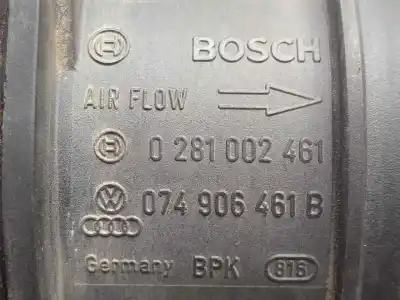 BOSCH
AIR FLOW
0 281 002 461
074 906 461 B
Germany BPK 816